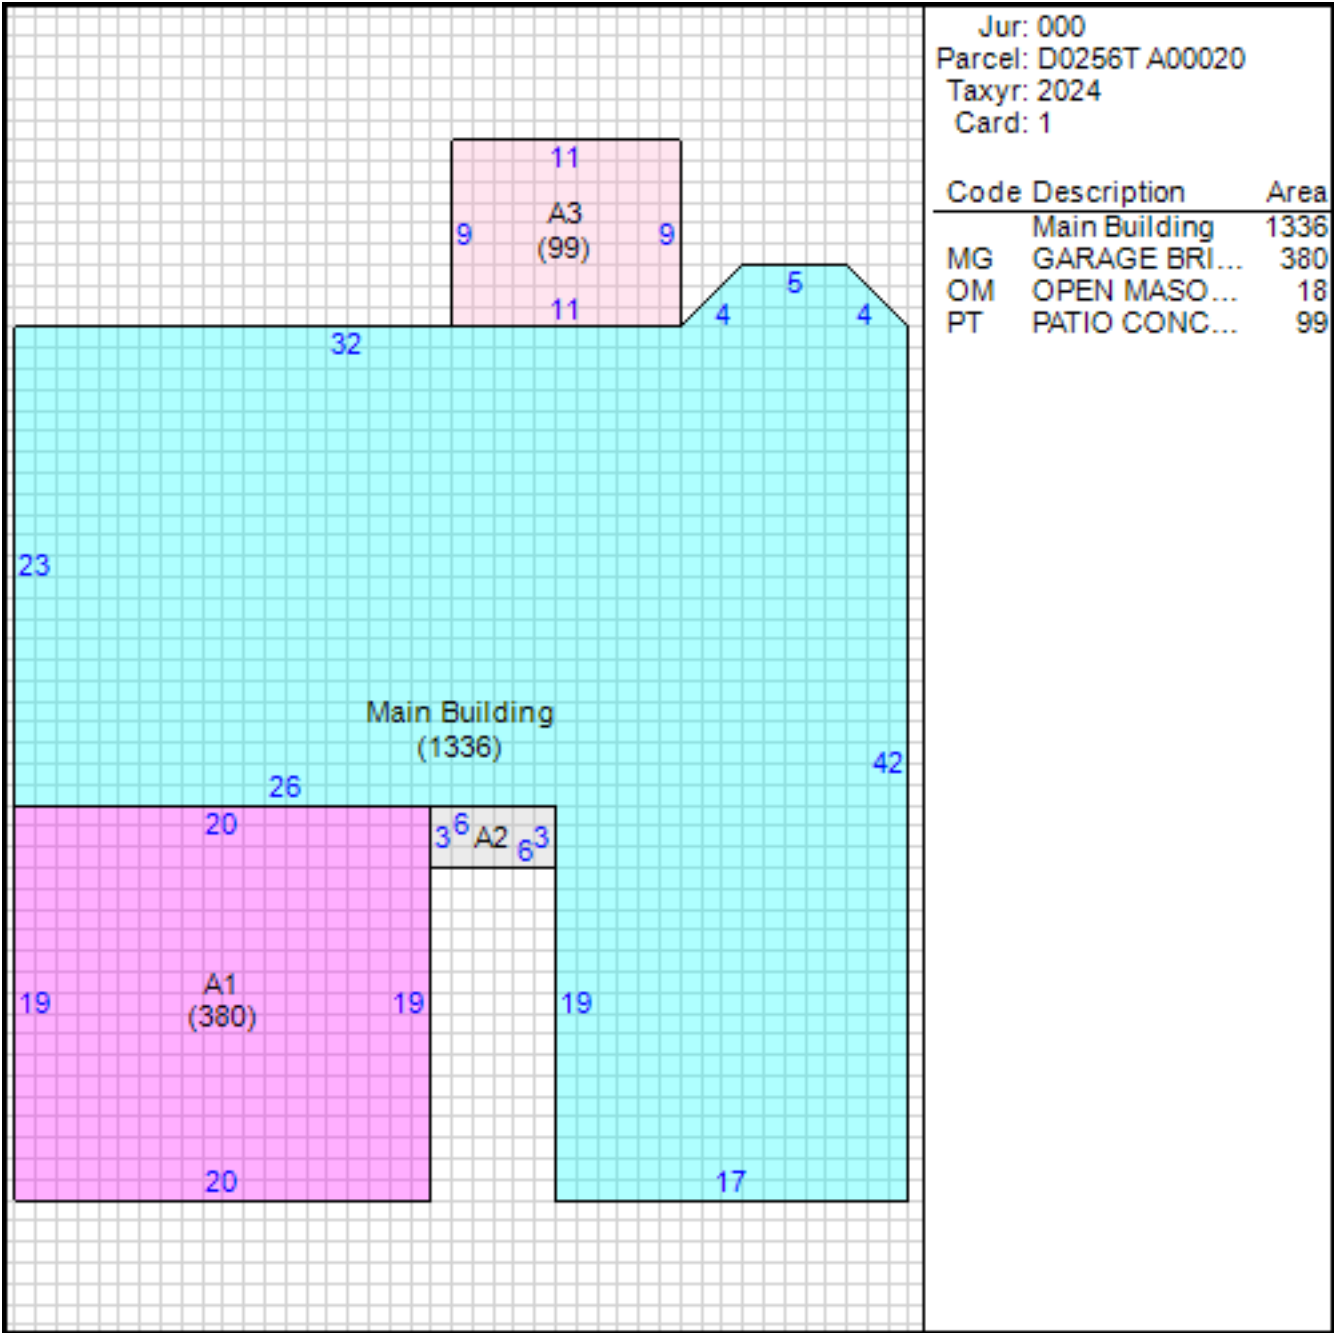 Jur: 000
Parcel: D0256T A00020
Taxyr: 2024
Card: 1
Code Description Area
Main Building 1336
MG GARAGE BRI... 380
OM OPEN MASO... 18
PT PATIO CONC... 99
11
A3
9 (99) 9
11
5
4 4
32
23
Main Building
(1336)
42
26
20
3 6 A2 6 3
A1
19 (380) 19
19
20
17